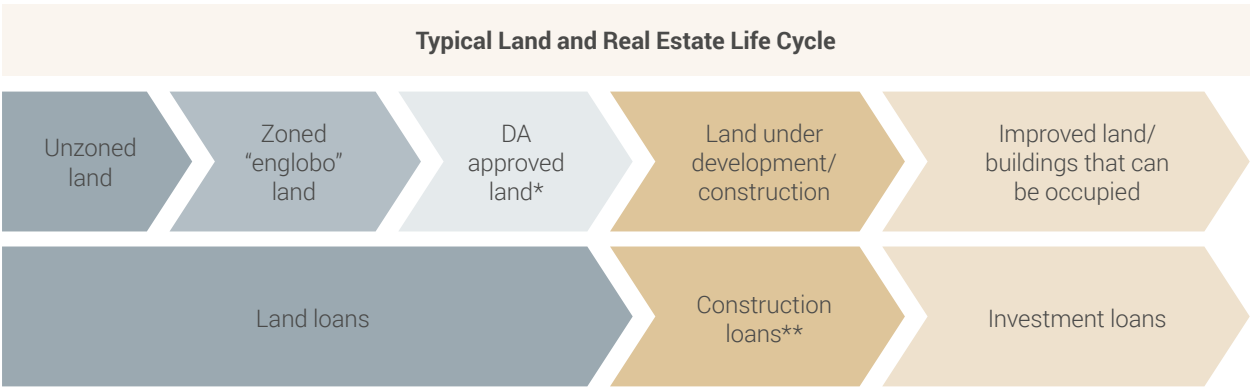 Typical Land and Real Estate Life Cycle
Unzoned
land
Zoned
“englobo”
land
DA
approved
land*
Land under
development/
construction
Improved land/
buildings that can
be occupied
Land loans
Construction
loans**
Investment loans